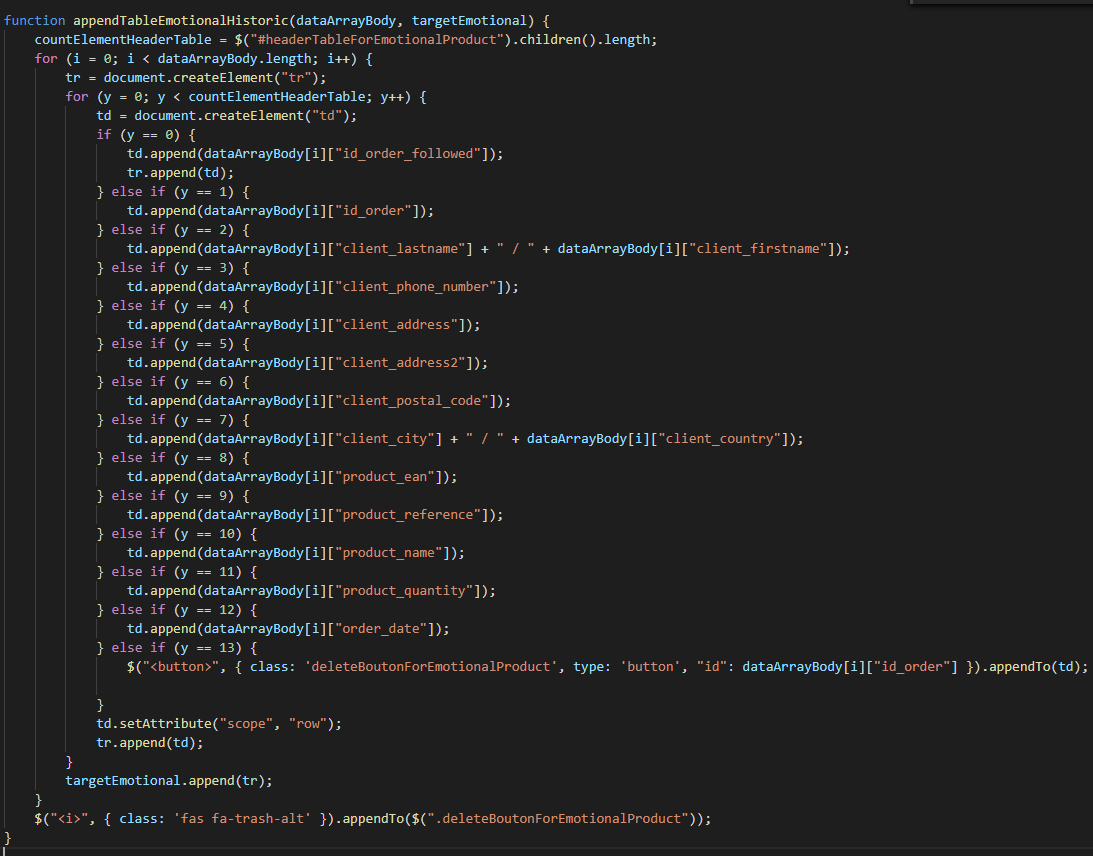 function appendTableEmotionalHistoric(dataArrayBody, targetEmotional) {
    countElementHeaderTable = $("#headerTableForEmotionalProduct").children().length;
    for (i = 0; i < dataArrayBody.length; i++) {
        tr = document.createElement("tr");
        for (y = 0; y < countElementHeaderTable; y++) {
            td = document.createElement("td");
            if (y == 0) {
                td.append(dataArrayBody[i]["id_order_followed"]);
                tr.append(td);
            } else if (y == 1) {
                td.append(dataArrayBody[i]["id_order"]);
            } else if (y == 2) {
                td.append(dataArrayBody[i]["client_lastname"] + " / " + dataArrayBody[i]["client_firstname"]);
            } else if (y == 3) {
                td.append(dataArrayBody[i]["client_phone_number"]);
            } else if (y == 4) {
                td.append(dataArrayBody[i]["client_address"]);
            } else if (y == 5) {
                td.append(dataArrayBody[i]["client_address2"]);
            } else if (y == 6) {
                td.append(dataArrayBody[i]["client_postal_code"]);
            } else if (y == 7) {
                td.append(dataArrayBody[i]["client_city"] + " / " + dataArrayBody[i]["client_country"]);
            } else if (y == 8) {
                td.append(dataArrayBody[i]["product_ean"]);
            } else if (y == 9) {
                td.append(dataArrayBody[i]["product_reference"]);
            } else if (y == 10) {
                td.append(dataArrayBody[i]["product_name"]);
            } else if (y == 11) {
                td.append(dataArrayBody[i]["product_quantity"]);
            } else if (y == 12) {
                td.append(dataArrayBody[i]["order_date"]);
            } else if (y == 13) {
                $("<button>", { class: 'deleteBoutonForEmotionalProduct', type: 'button', "id": dataArrayBody[i]["id_order"] }).appendTo(td);
            }
            td.setAttribute("scope", "row");
            tr.append(td);
        }
        targetEmotional.append(tr);
    }
    $("<i>", { class: 'fas fa-trash-alt' }).appendTo($(".deleteBoutonForEmotionalProduct"));
}